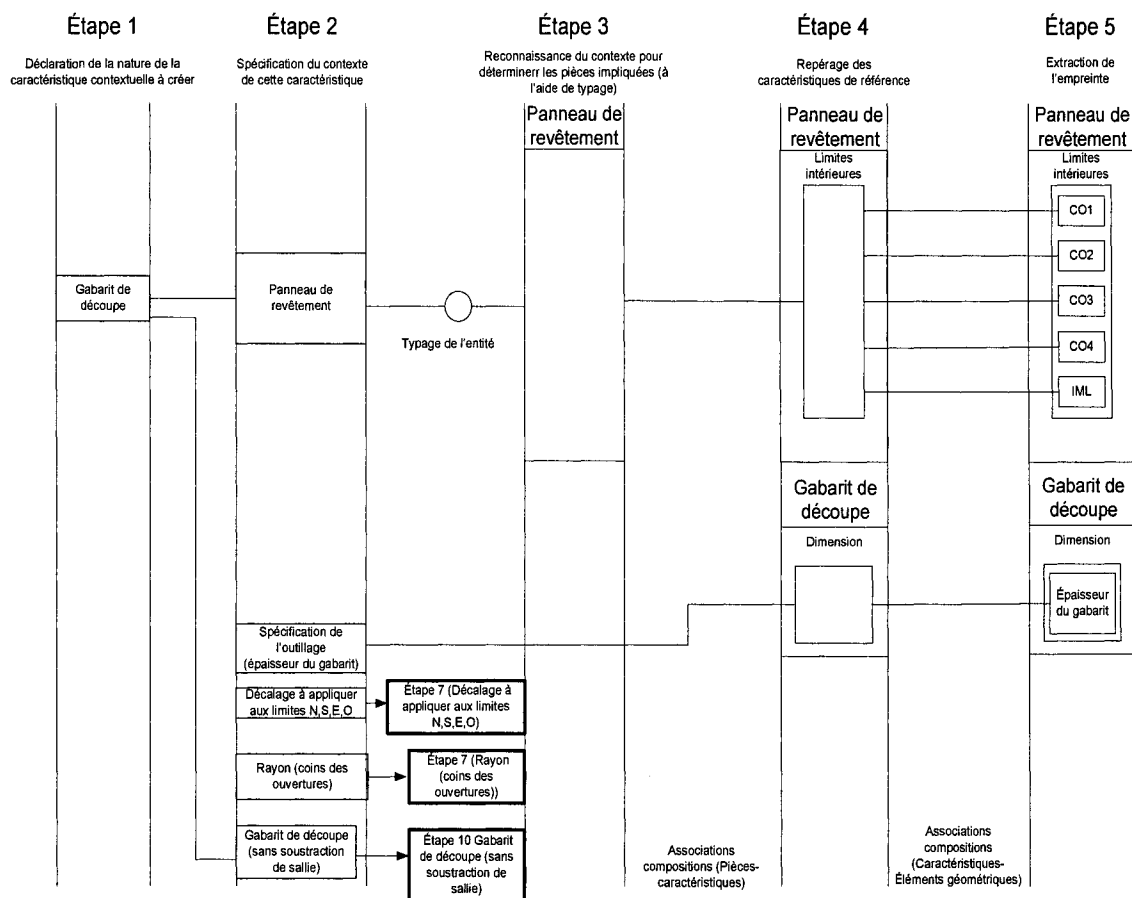 Étape 1
Déclaration de la nature de la
caractéristique contextuelle à créer
Gabarit de
découpe
Étape 2
Spécification du contexte
de cette caractéristique
Panneau de
revêtement
Spécification de
l'outillage
(épaisseur du gabarit)
Décalage à appliquer
aux limites N,S,E,O
Rayon (coins des
ouvertures)
Gabarit de découpe
(sans soustraction
de sallie)
Typage de l'entité
Étape 7 (Décalage à
appliquer aux limites
N,S,E,O)
Étape 7 (Rayon
(coins des
ouvertures))
Étape 10 Gabarit
de découpe (sans
soustraction de
sallie)
Étape 3
Reconnaissance du contexte pour
déterminerr les pièces impliquées (à
l'aide de typage)
Panneau de
revêtement
Associations
compositions (Pièces-
caractéristiques)
Étape 4
Repérage des
caractéristiques de référence
Panneau de
revêtement
Limites
intérieures
Gabarit de
découpe
Dimension
Associations
compositions
(Caractéristiques-
Éléments géométriques)
Étape 5
Extraction de
l'empreinte
Panneau de
revêtement
Limites
intérieures
CO1
CO2
CO3
CO4
IML
Gabarit de
découpe
Dimension
Épaisseur
du gabarit